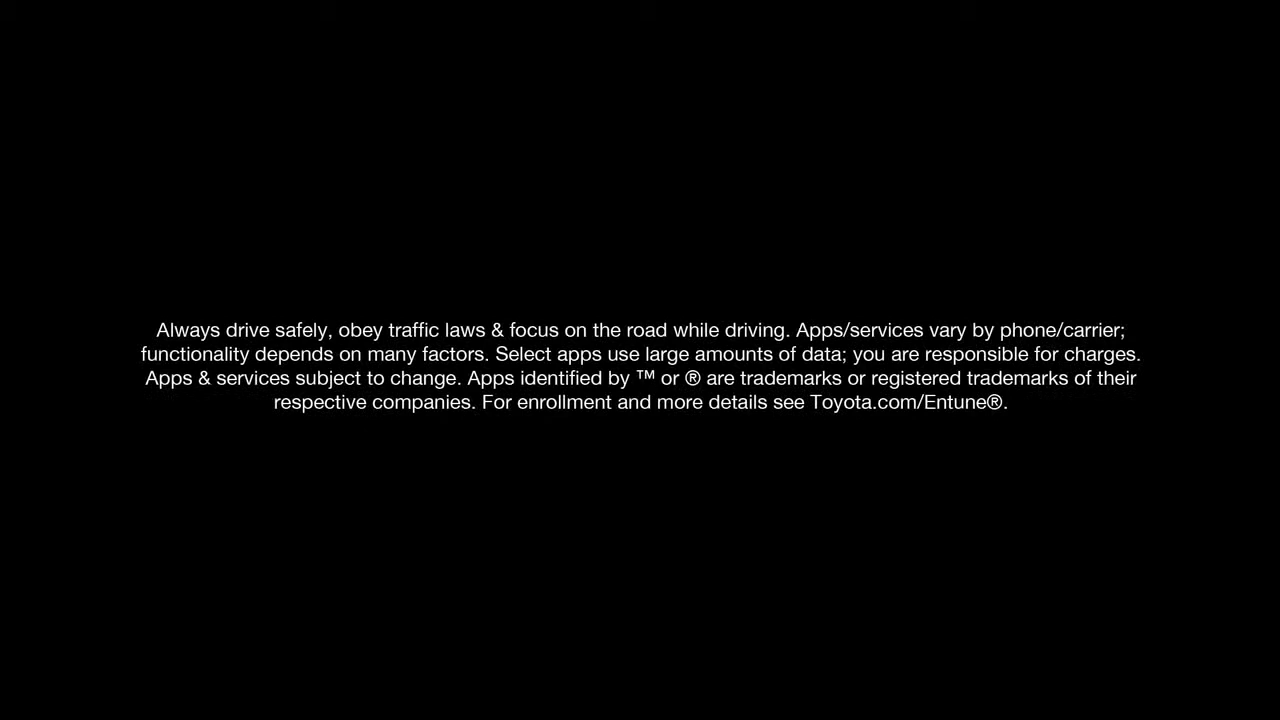 Always drive safely, obey traffic laws & focus on the road while driving. Apps/services vary by phone/carrier;
functionality depends on many factors. Select apps use large amounts of data; you are responsible for charges.
Apps & services subject to change. Apps identified by ™ or ® are trademarks or registered trademarks of their
respective companies. For enrollment and more details see Toyota.com/Entune®.